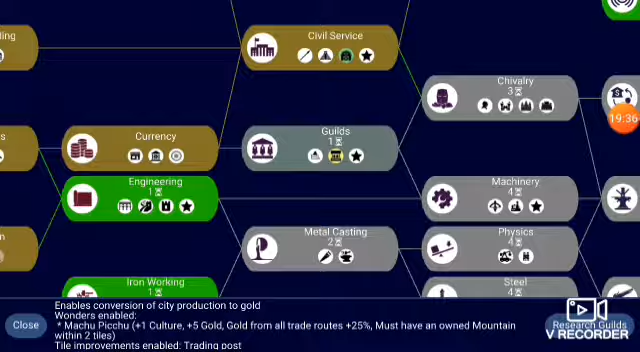 ling
Civil Service
Chivalry
3
19:36
s
Currency
Guilds
1
Engineering
1
Machinery
4
n
Metal Casting
2
Physics
4
Iron Working
1
Steel
4
Enables conversion of city production to gold
Wonders enabled:
* Machu Picchu (+1 Culture, +5 Gold, Gold from all trade routes +25%, Must have an owned Mountain
within 2 tiles)
Tile improvements enabled: Trading post
Close
Research Guilds
V RECORDER